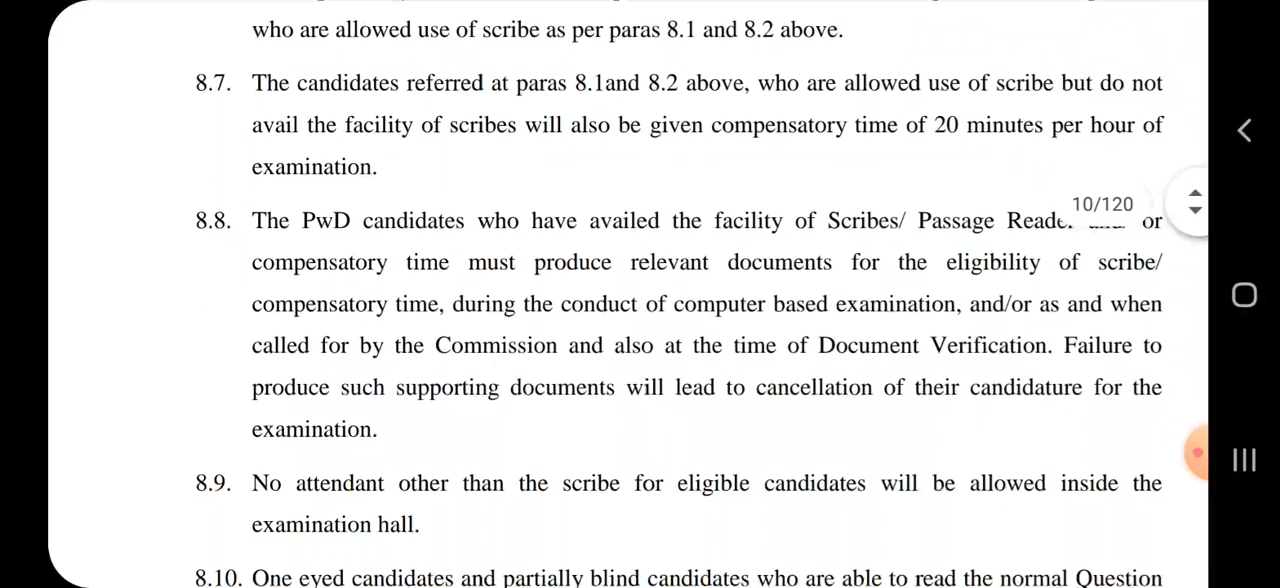 who are allowed use of scribe as per paras 8.1 and 8.2 above.
8.7. The candidates referred at paras 8.1and 8.2 above, who are allowed use of scribe but do not
avail the facility of scribes will also be given compensatory time of 20 minutes per hour of
examination.
10/120
8.8. The PwD candidates who have availed the facility of Scribes/ Passage or
compensatory time must produce relevant documents for the eligibility of scribe/
compensatory time, during the conduct of computer based examination, and/or as and when
called for by the Commission and also at the time of Document Verification. Failure to
produce such supporting documents will lead to cancellation of their candidature for the
examination.
8.9. No attendant other than the scribe for eligible candidates will be allowed inside the
examination hall.
8.10. One eyed candidates and partially blind candidates who are able to read the normal Question